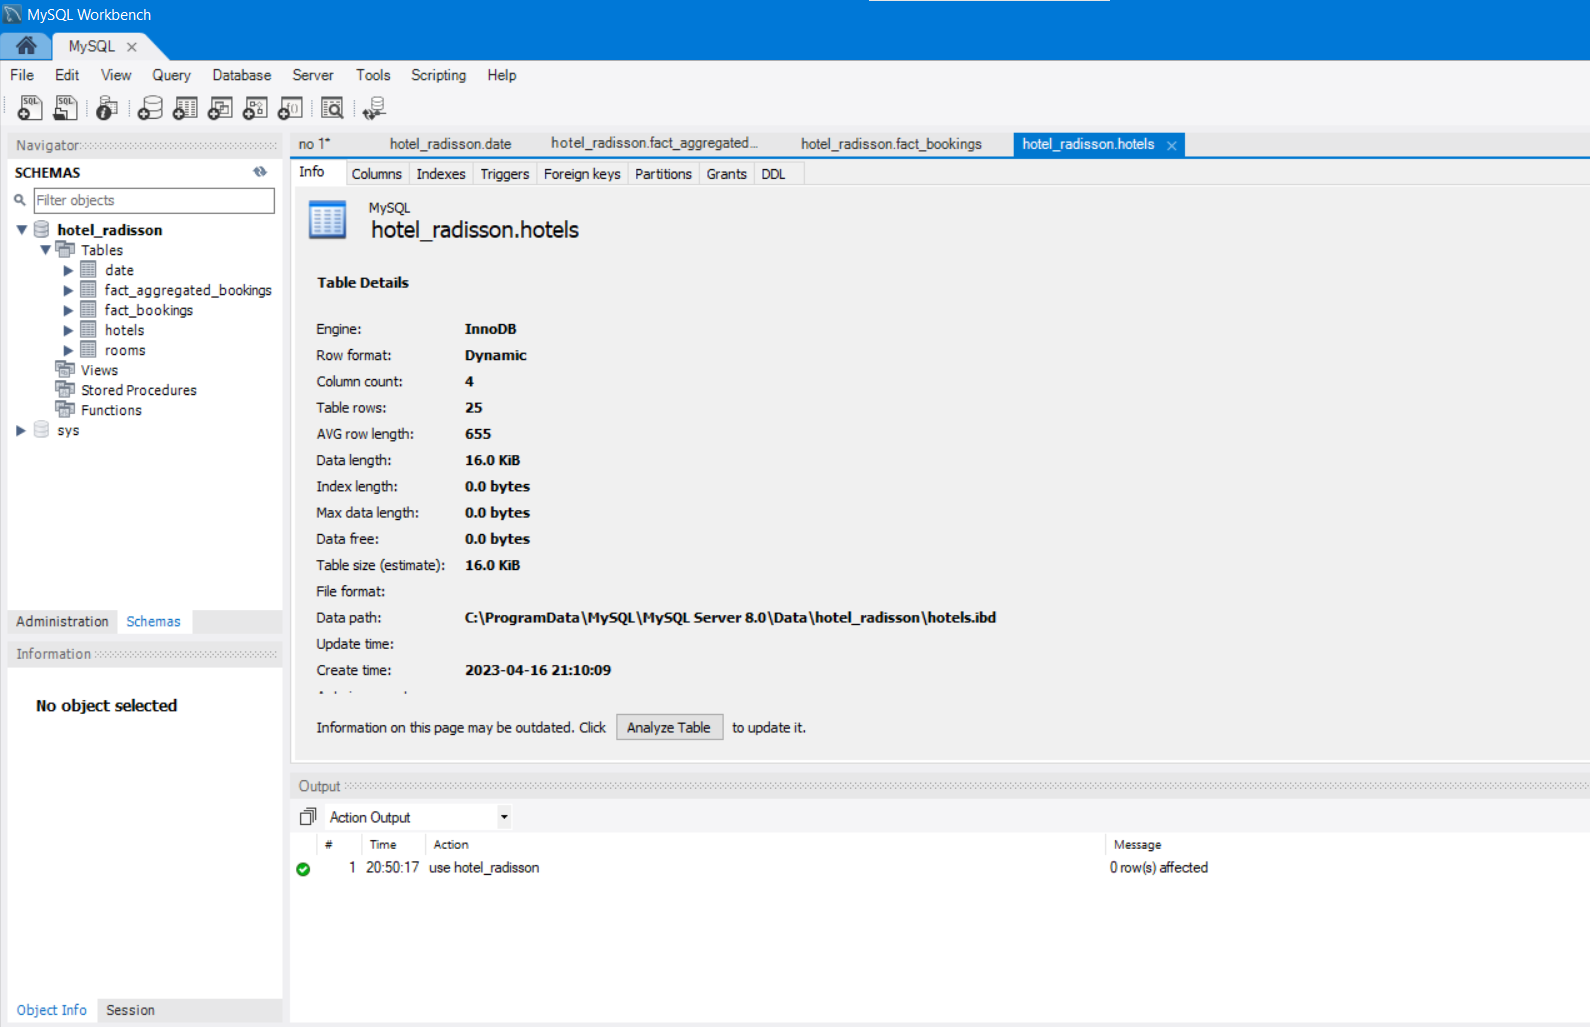 MySQL Workbench
MySQL
File Edit View Query Database Server Tools Scripting Help
Navigator
SCHEMAS
Filter objects
hotel_radisson
Tables
date
fact_aggregated_bookings
fact_bookings
hotels
rooms
Views
Stored Procedures
Functions
sys
Administration Schemas
Information
No object selected
Object Info Session
no 1* hotel_radisson.date hotel_radisson.fact_aggregated... hotel_radisson.fact_bookings hotel_radisson.hotels
Info Columns Indexes Triggers Foreign keys Partitions Grants DDL
MySQL
hotel_radisson.hotels
Table Details
Engine: InnoDB
Row format: Dynamic
Column count: 4
Table rows: 25
AVG row length: 655
Data length: 16.0 KiB
Index length: 0.0 bytes
Max data length: 0.0 bytes
Data free: 0.0 bytes
Table size (estimate): 16.0 KiB
File format:
Data path: C:\ProgramData\MySQL\MySQL Server 8.0\Data\hotel_radisson\hotels.ibd
Update time:
Create time: 2023-04-16 21:10:09
Information on this page may be outdated. Click Analyze Table to update it.
Output
Action Output
# Time Action Message
1 20:50:17 use hotel_radisson 0 row(s) affected